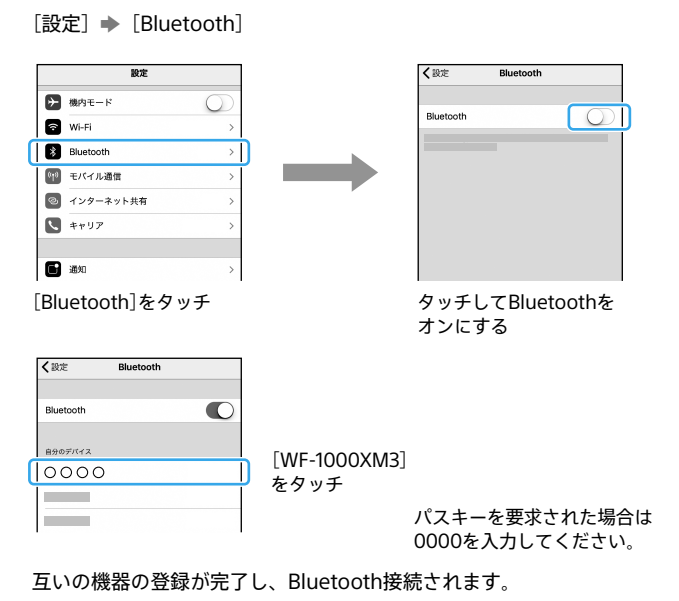 ［設定］ ➡ ［Bluetooth］
設定
機内モード
Wi-Fi
Bluetooth
モバイル通信
インターネット共有
キャリア
通知
［Bluetooth］をタッチ
設定
Bluetooth
Bluetooth
タッチしてBluetoothを
オンにする
設定
Bluetooth
Bluetooth
自分のデバイス
○○○○
［WF-1000XM3］
をタッチ
パスキーを要求された場合は
0000を入力してください。
互いの機器の登録が完了し、Bluetooth接続されます。